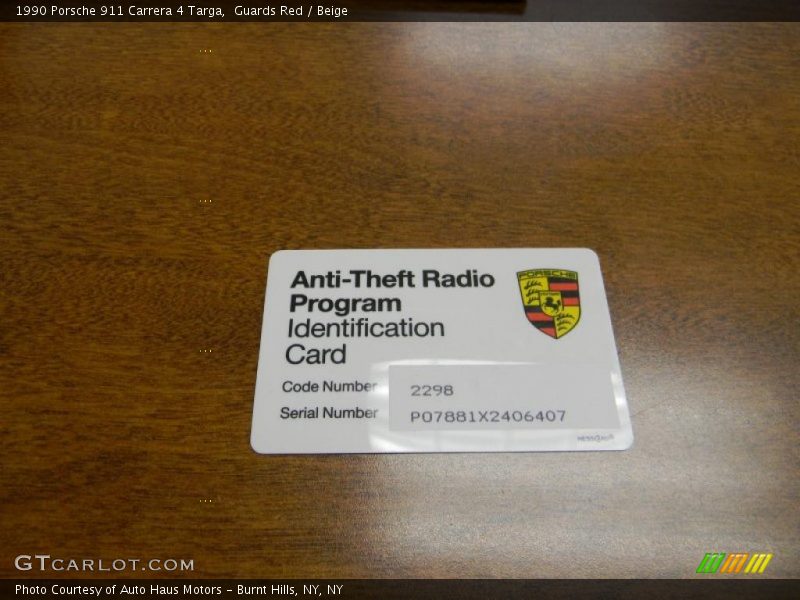 1990 Porsche 911 Carrera 4 Targa,  Guards Red / Beige
Anti-Theft Radio
Program
Identification
Card
PORSCHE
Code Number 2298
Serial Number P07881X2406407
GTCARLOT.COM
Photo Courtesy of Auto Haus Motors - Burnt Hills, NY, NY